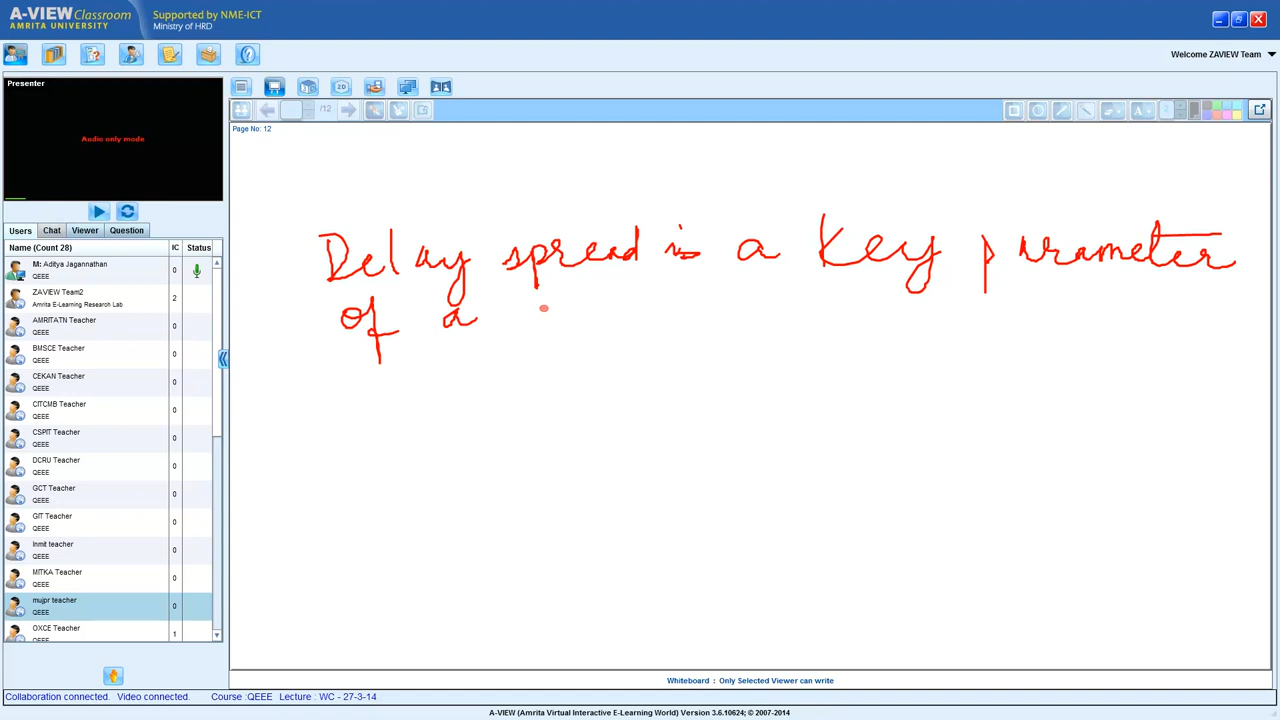 A-VIEW Classroom
AMRITA UNIVERSITY
Supported by NME-ICT
Ministry of HRD
Welcome ZAVIEW Team
Presenter
Audio only mode
/12
2D
A
2
Page No: 12
Users Chat Viewer Question
Name (Count 28) IC Status
M: Aditya Jagannathan 0
QEEE
ZAVIEW Team2 2
Amrita E-Learning Research Lab
AMRITATN Teacher 0
QEEE
BMSCE Teacher 0
QEEE
CEKAN Teacher 0
QEEE
CITCMB Teacher 0
QEEE
CSPIT Teacher 0
QEEE
DCRU Teacher 0
QEEE
GCT Teacher 0
QEEE
GIT Teacher 0
QEEE
Inmit teacher 0
QEEE
MITKA Teacher 0
QEEE
mujpr teacher 0
QEEE
OXCE Teacher 1
QEEE
Delay spread is a key parameter
of a
Whiteboard : Only Selected Viewer can write
Collaboration connected. Video connected. Course :QEEE Lecture : WC - 27-3-14
A-VIEW (Amrita Virtual Interactive E-Learning World) Version 3.6.10624; © 2007-2014